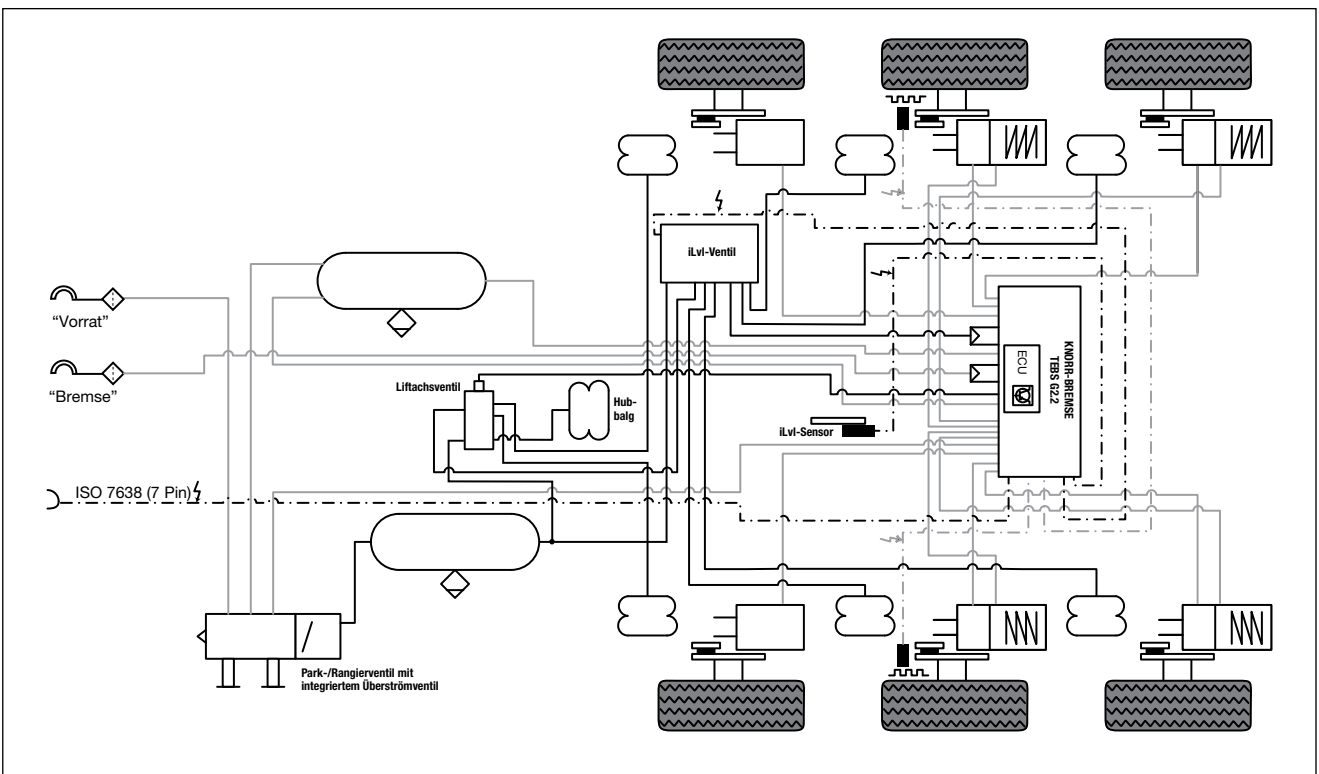 iLvl-Ventil
“Vorrat”
“Bremse”
Liftachsventil
Hub-
balg
iLvl-Sensor
ECU
KNORR-BREMSE
TEBS G2.2
ISO 7638 (7 Pin)
Park-/Rangierventil mit
integriertem Überströmventil